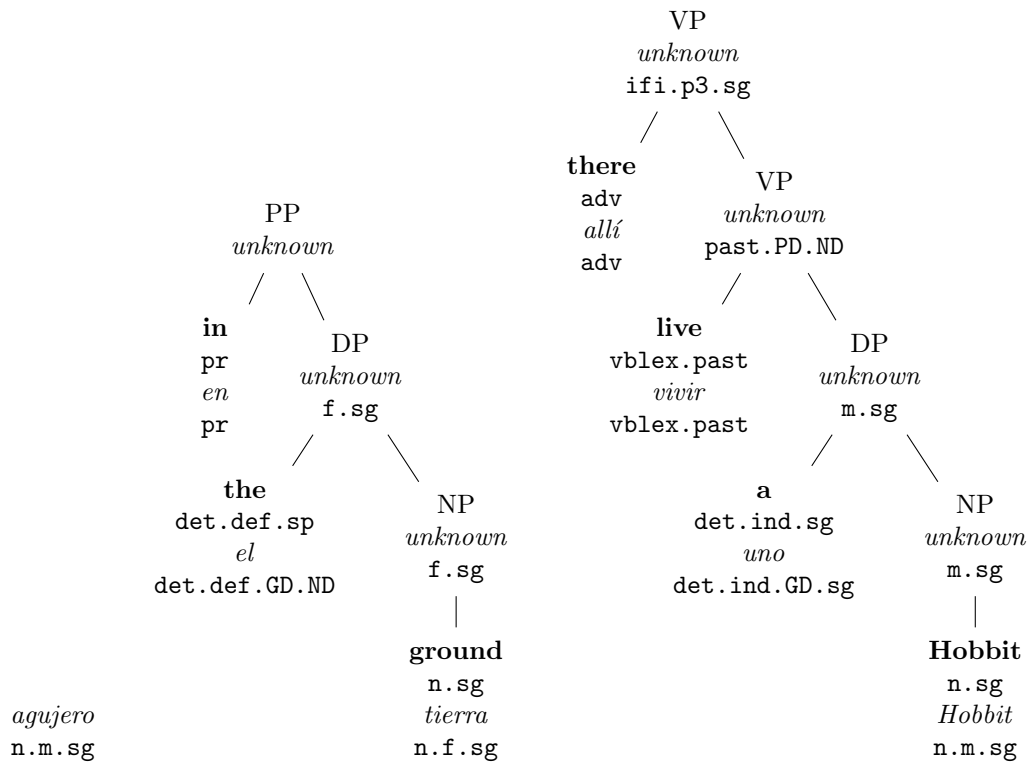 VP
unknown
ifi.p3.sg
there
adv
allí
adv
VP
unknown
past.PD.ND
PP
unknown
in
pr
en
pr
DP
unknown
f.sg
live
vblex.past
vivir
vblex.past
DP
unknown
m.sg
the
det.def.sp
el
det.def.GD.ND
NP
unknown
f.sg
a
det.ind.sg
uno
det.ind.GD.sg
NP
unknown
m.sg
agujero
n.m.sg
ground
n.sg
tierra
n.f.sg
Hobbit
n.sg
Hobbit
n.m.sg